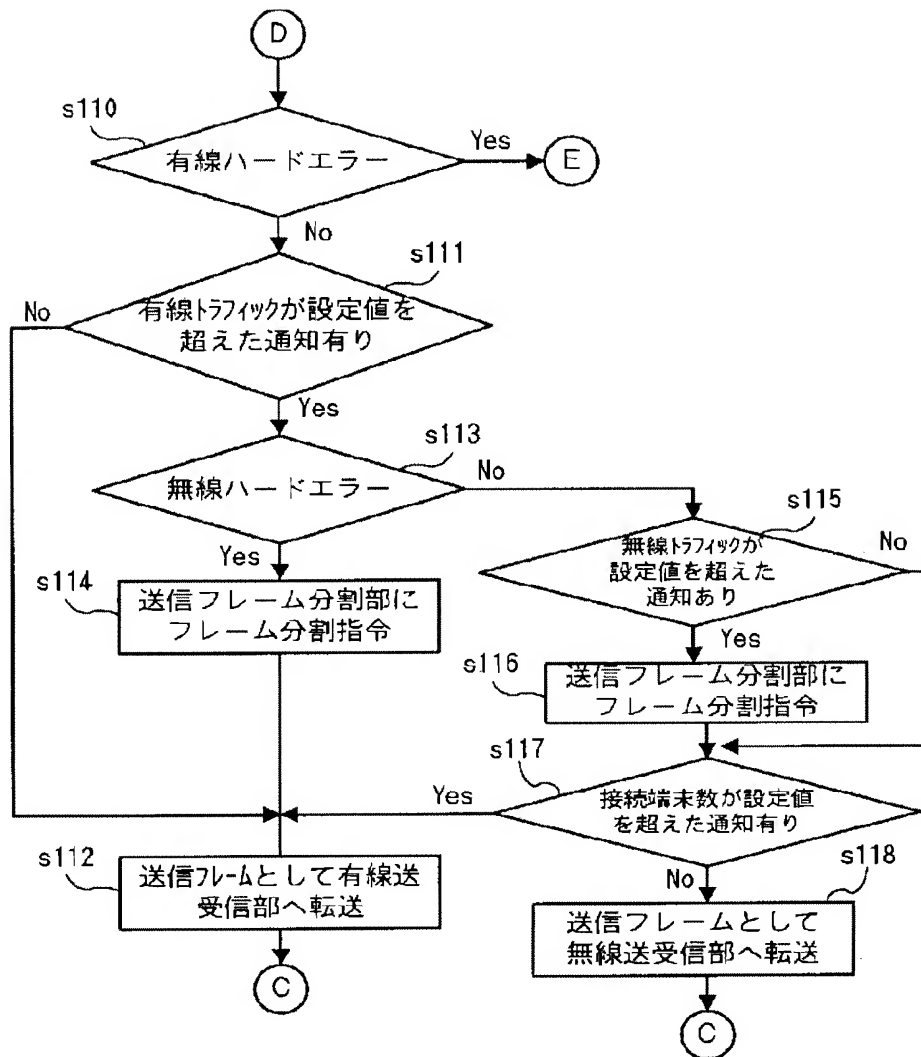 D
s110
有線ハードエラー
Yes
E
No
s111
有線トラフィックが設定値を
超えた通知有り
No
Yes
s113
無線ハードエラー
No
Yes
s115
無線トラフィックが
設定値を超えた
通知あり
No
Yes
s114
送信フレーム分割部に
フレーム分割指令
s116
送信フレーム分割部に
フレーム分割指令
s117
接続端末数が設定値
を超えた通知有り
Yes
No
s112
送信フレームとして有線送
受信部へ転送
s118
送信フレームとして
無線送受信部へ転送
C
C